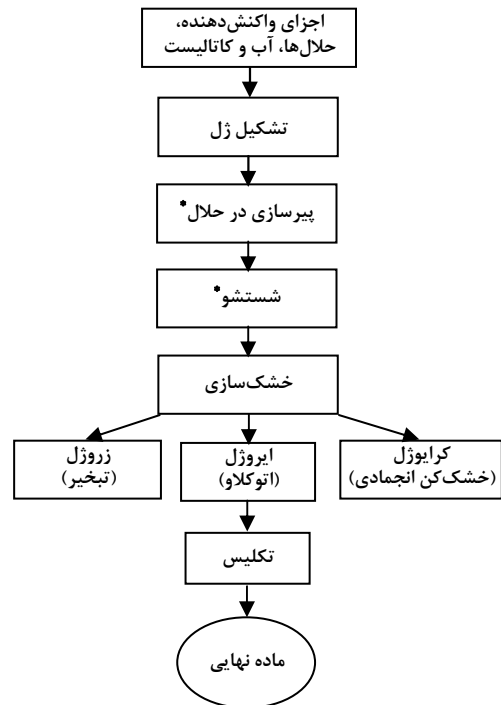 اجزای واکنش‌دهنده،
حلال‌ها، آب و کاتالیست
تشکیل ژل
پیرسازی در حلال*
شستشو*
خشک‌سازی
کرایوژل
(خشک‌کن انجمادی)
ایروژل
(اتوکلاو)
زروژل
(تبخیر)
تکلیس
ماده نهایی